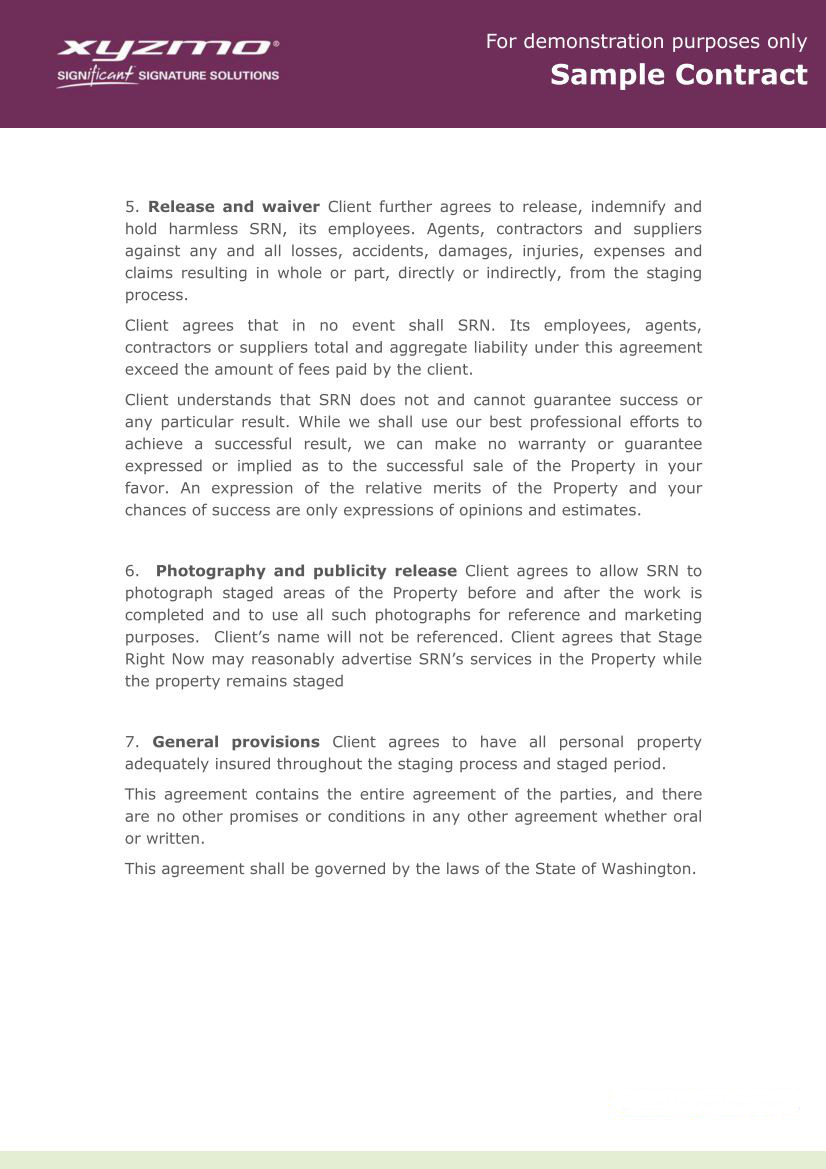 xyzmo®
SIGNificant SIGNATURE SOLUTIONS
For demonstration purposes only
Sample Contract
5. Release and waiver Client further agrees to release, indemnify and
hold harmless SRN, its employees. Agents, contractors and suppliers
against any and all losses, accidents, damages, injuries, expenses and
claims resulting in whole or part, directly or indirectly, from the staging
process.
Client agrees that in no event shall SRN. Its employees, agents,
contractors or suppliers total and aggregate liability under this agreement
exceed the amount of fees paid by the client.
Client understands that SRN does not and cannot guarantee success or
any particular result. While we shall use our best professional efforts to
achieve a successful result, we can make no warranty or guarantee
expressed or implied as to the successful sale of the Property in your
favor. An expression of the relative merits of the Property and your
chances of success are only expressions of opinions and estimates.
6. Photography and publicity release Client agrees to allow SRN to
photograph staged areas of the Property before and after the work is
completed and to use all such photographs for reference and marketing
purposes. Client’s name will not be referenced. Client agrees that Stage
Right Now may reasonably advertise SRN’s services in the Property while
the property remains staged
7. General provisions Client agrees to have all personal property
adequately insured throughout the staging process and staged period.
This agreement contains the entire agreement of the parties, and there
are no other promises or conditions in any other agreement whether oral
or written.
This agreement shall be governed by the laws of the State of Washington.